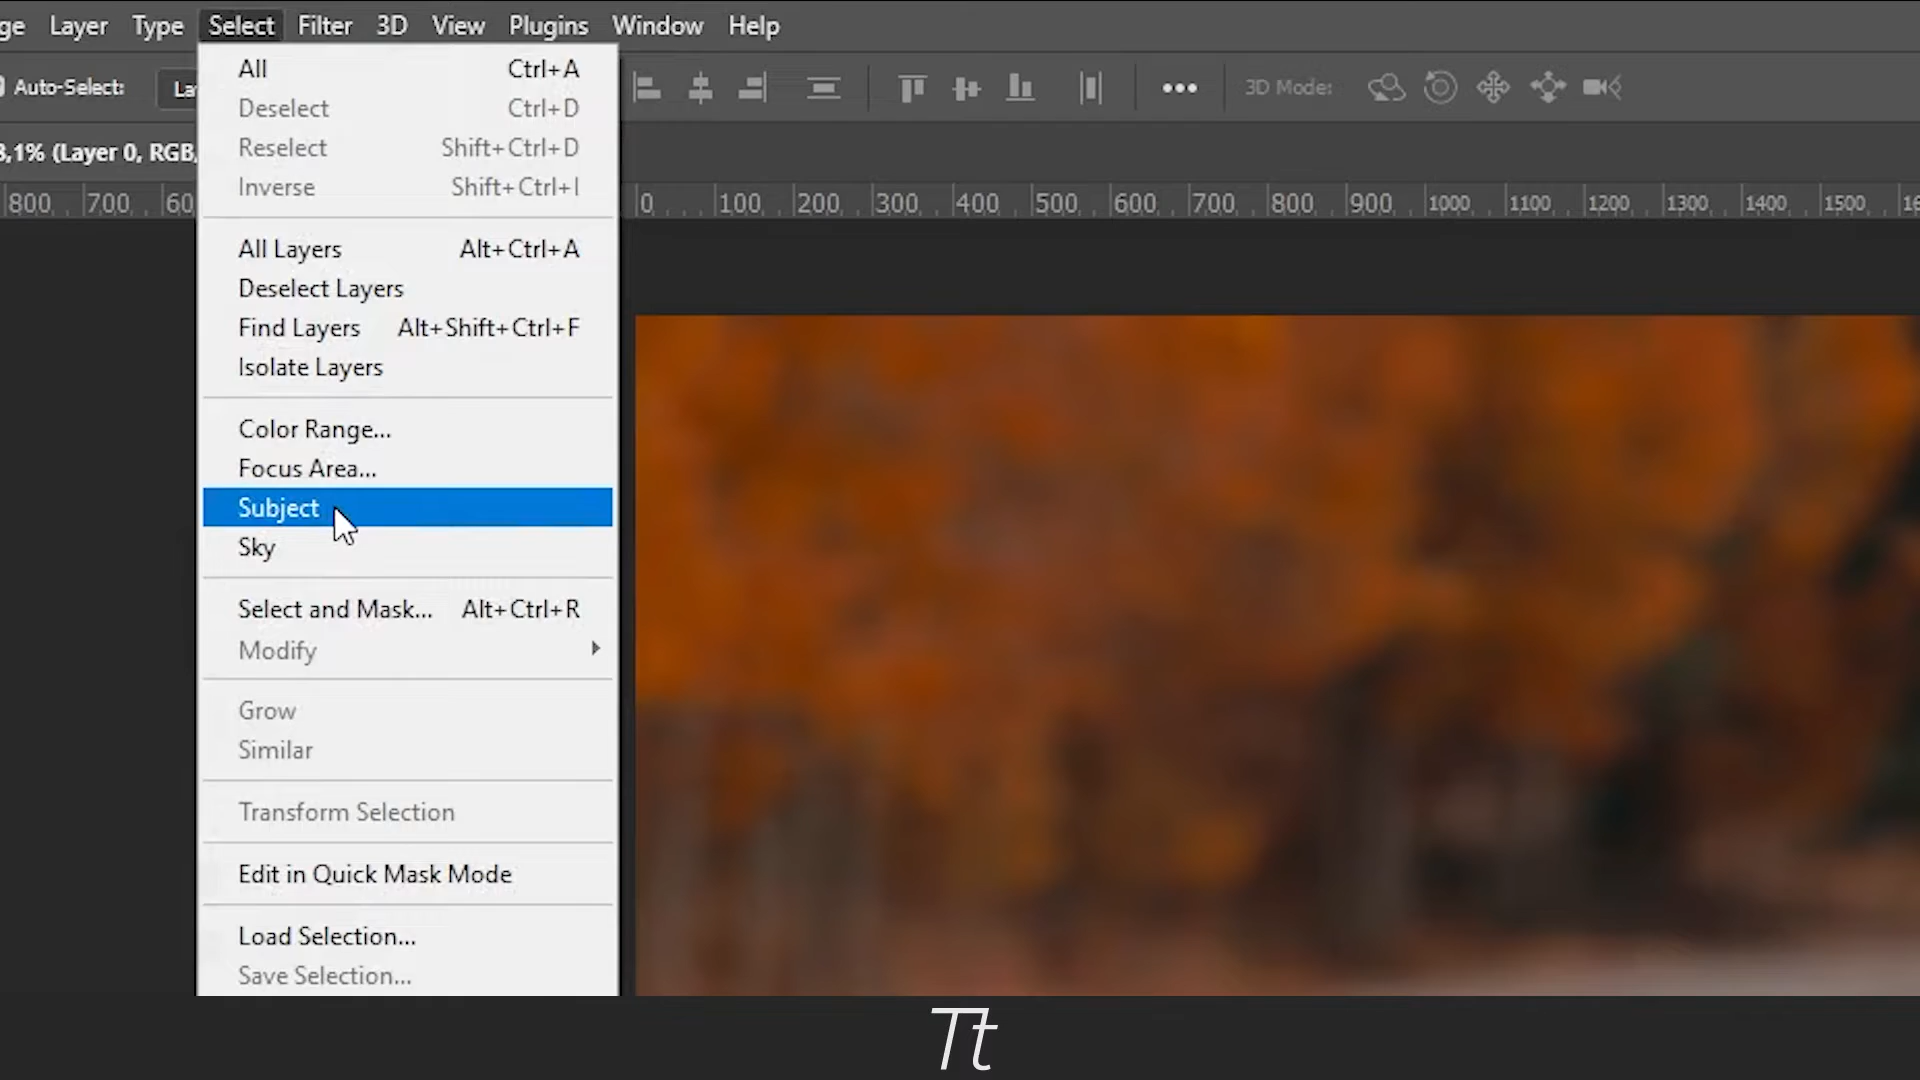 ge Layer Type Select Filter 3D View Plugins Window Help
Auto-Select: La 3D Mode:
3,1% (Layer 0, RGB,
800 700 60 0 100 200 300 400 500 600 700 800 900 1000 1100 1200 1300 1400 1500 16
All Ctrl+A
Deselect Ctrl+D
Reselect Shift+Ctrl+D
Inverse Shift+Ctrl+I
All Layers Alt+Ctrl+A
Deselect Layers
Find Layers Alt+Shift+Ctrl+F
Isolate Layers
Color Range...
Focus Area...
Subject
Sky
Select and Mask... Alt+Ctrl+R
Modify
Grow
Similar
Transform Selection
Edit in Quick Mask Mode
Load Selection...
Save Selection...
Tt